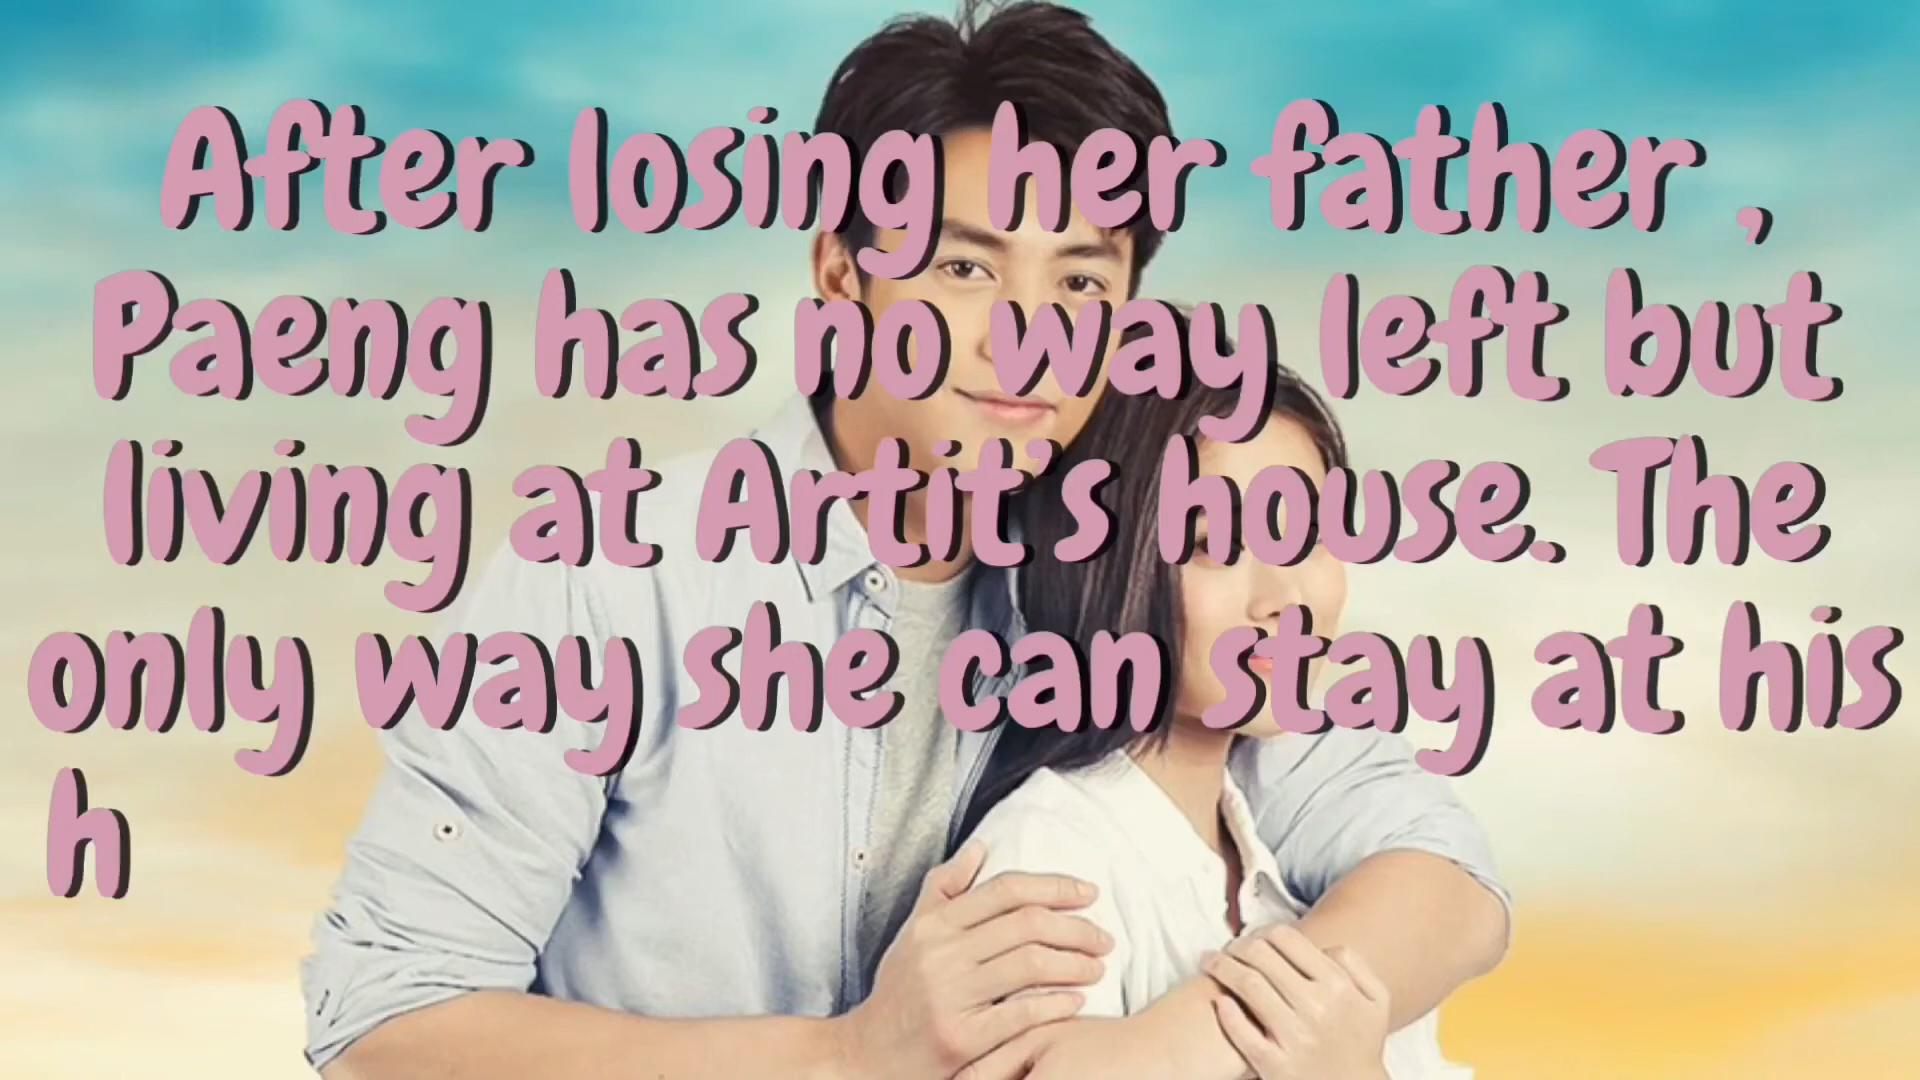 After losing her father ,
Paeng has no way left but
living at Artit's house. The
only way she can stay at his
h